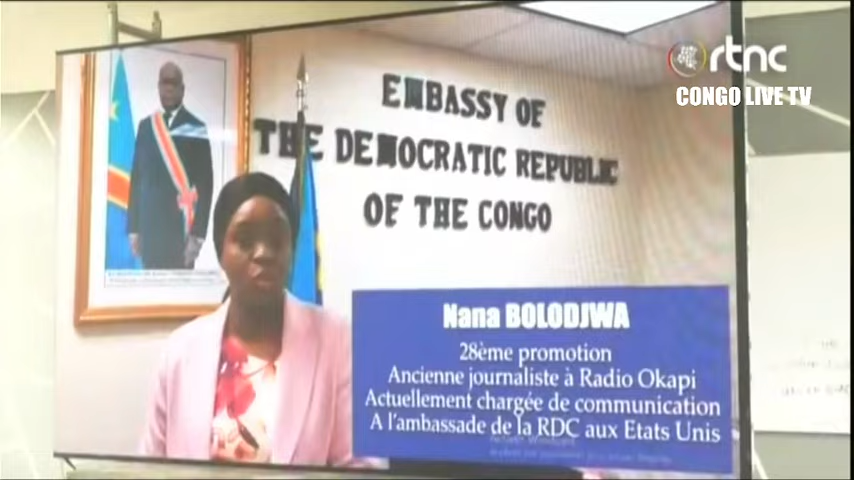 rtnc
CONGO LIVE TV
EMBASSY OF
THE DEMOCRATIC REPUBLIC
OF THE CONGO
Nana BOLODJWA
28ème promotion
Ancienne journaliste à Radio Okapi
Actuellement chargée de communication
A l'ambassade de la RDC aux Etats Unis